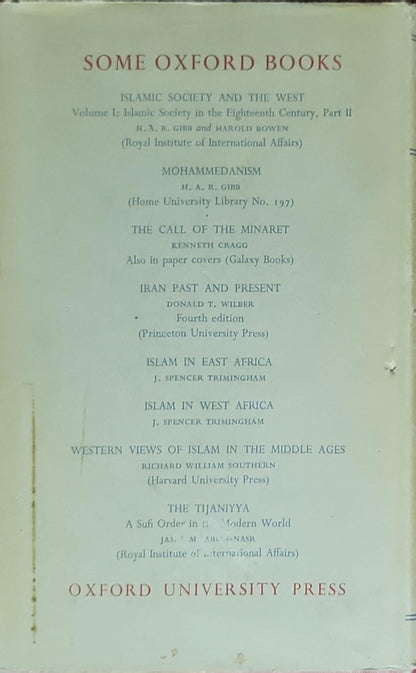 SOME OXFORD BOOKS
ISLAMIC SOCIETY AND THE WEST
Volume I: Islamic Society in the Eighteenth Century, Part II
H. A. R. GIBB and HAROLD BOWEN
(Royal Institute of International Affairs)
MOHAMMEDANISM
H. A. R. GIBB
(Home University Library No. 197)
THE CALL OF THE MINARET
KENNETH CRAGG
Also in paper covers (Galaxy Books)
IRAN PAST AND PRESENT
DONALD T. WILBER
Fourth edition
(Princeton University Press)
ISLAM IN EAST AFRICA
J. SPENCER TRIMINGHAM
ISLAM IN WEST AFRICA
J. SPENCER TRIMINGHAM
WESTERN VIEWS OF ISLAM IN THE MIDDLE AGES
RICHARD WILLIAM SOUTHERN
(Harvard University Press)
THE TIJANIYYA
A Sufi Order in the Modern World
(Royal Institute of International Affairs)
OXFORD UNIVERSITY PRESS